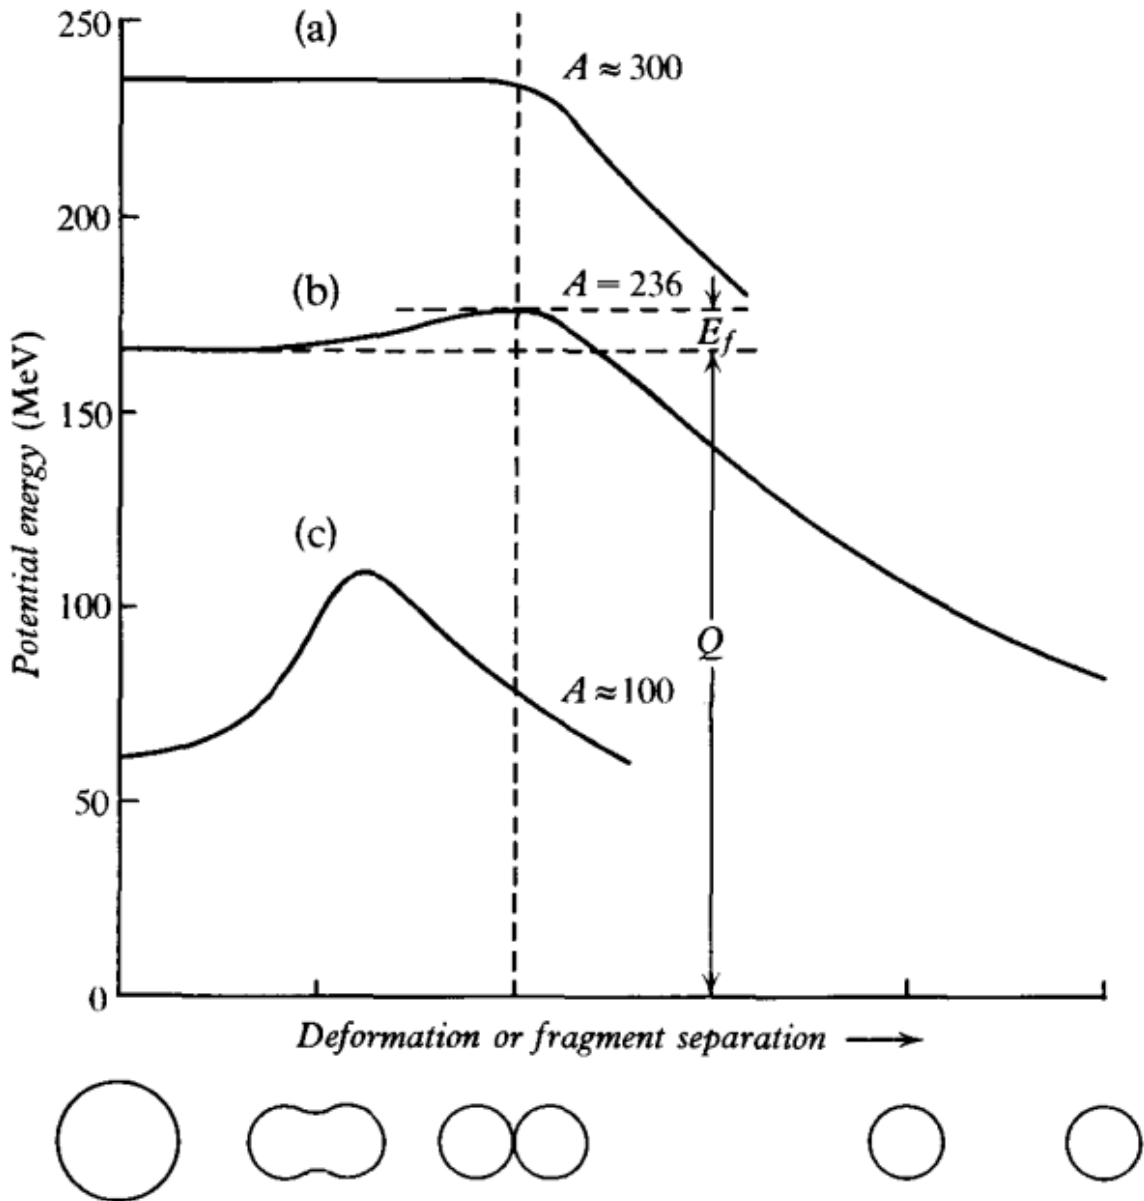 250
(a)
A ≈ 300
200
(b)
A = 236
E_f
150
(c)
100
Q
A ≈ 100
50
0
Potential energy (MeV)
Deformation or fragment separation →